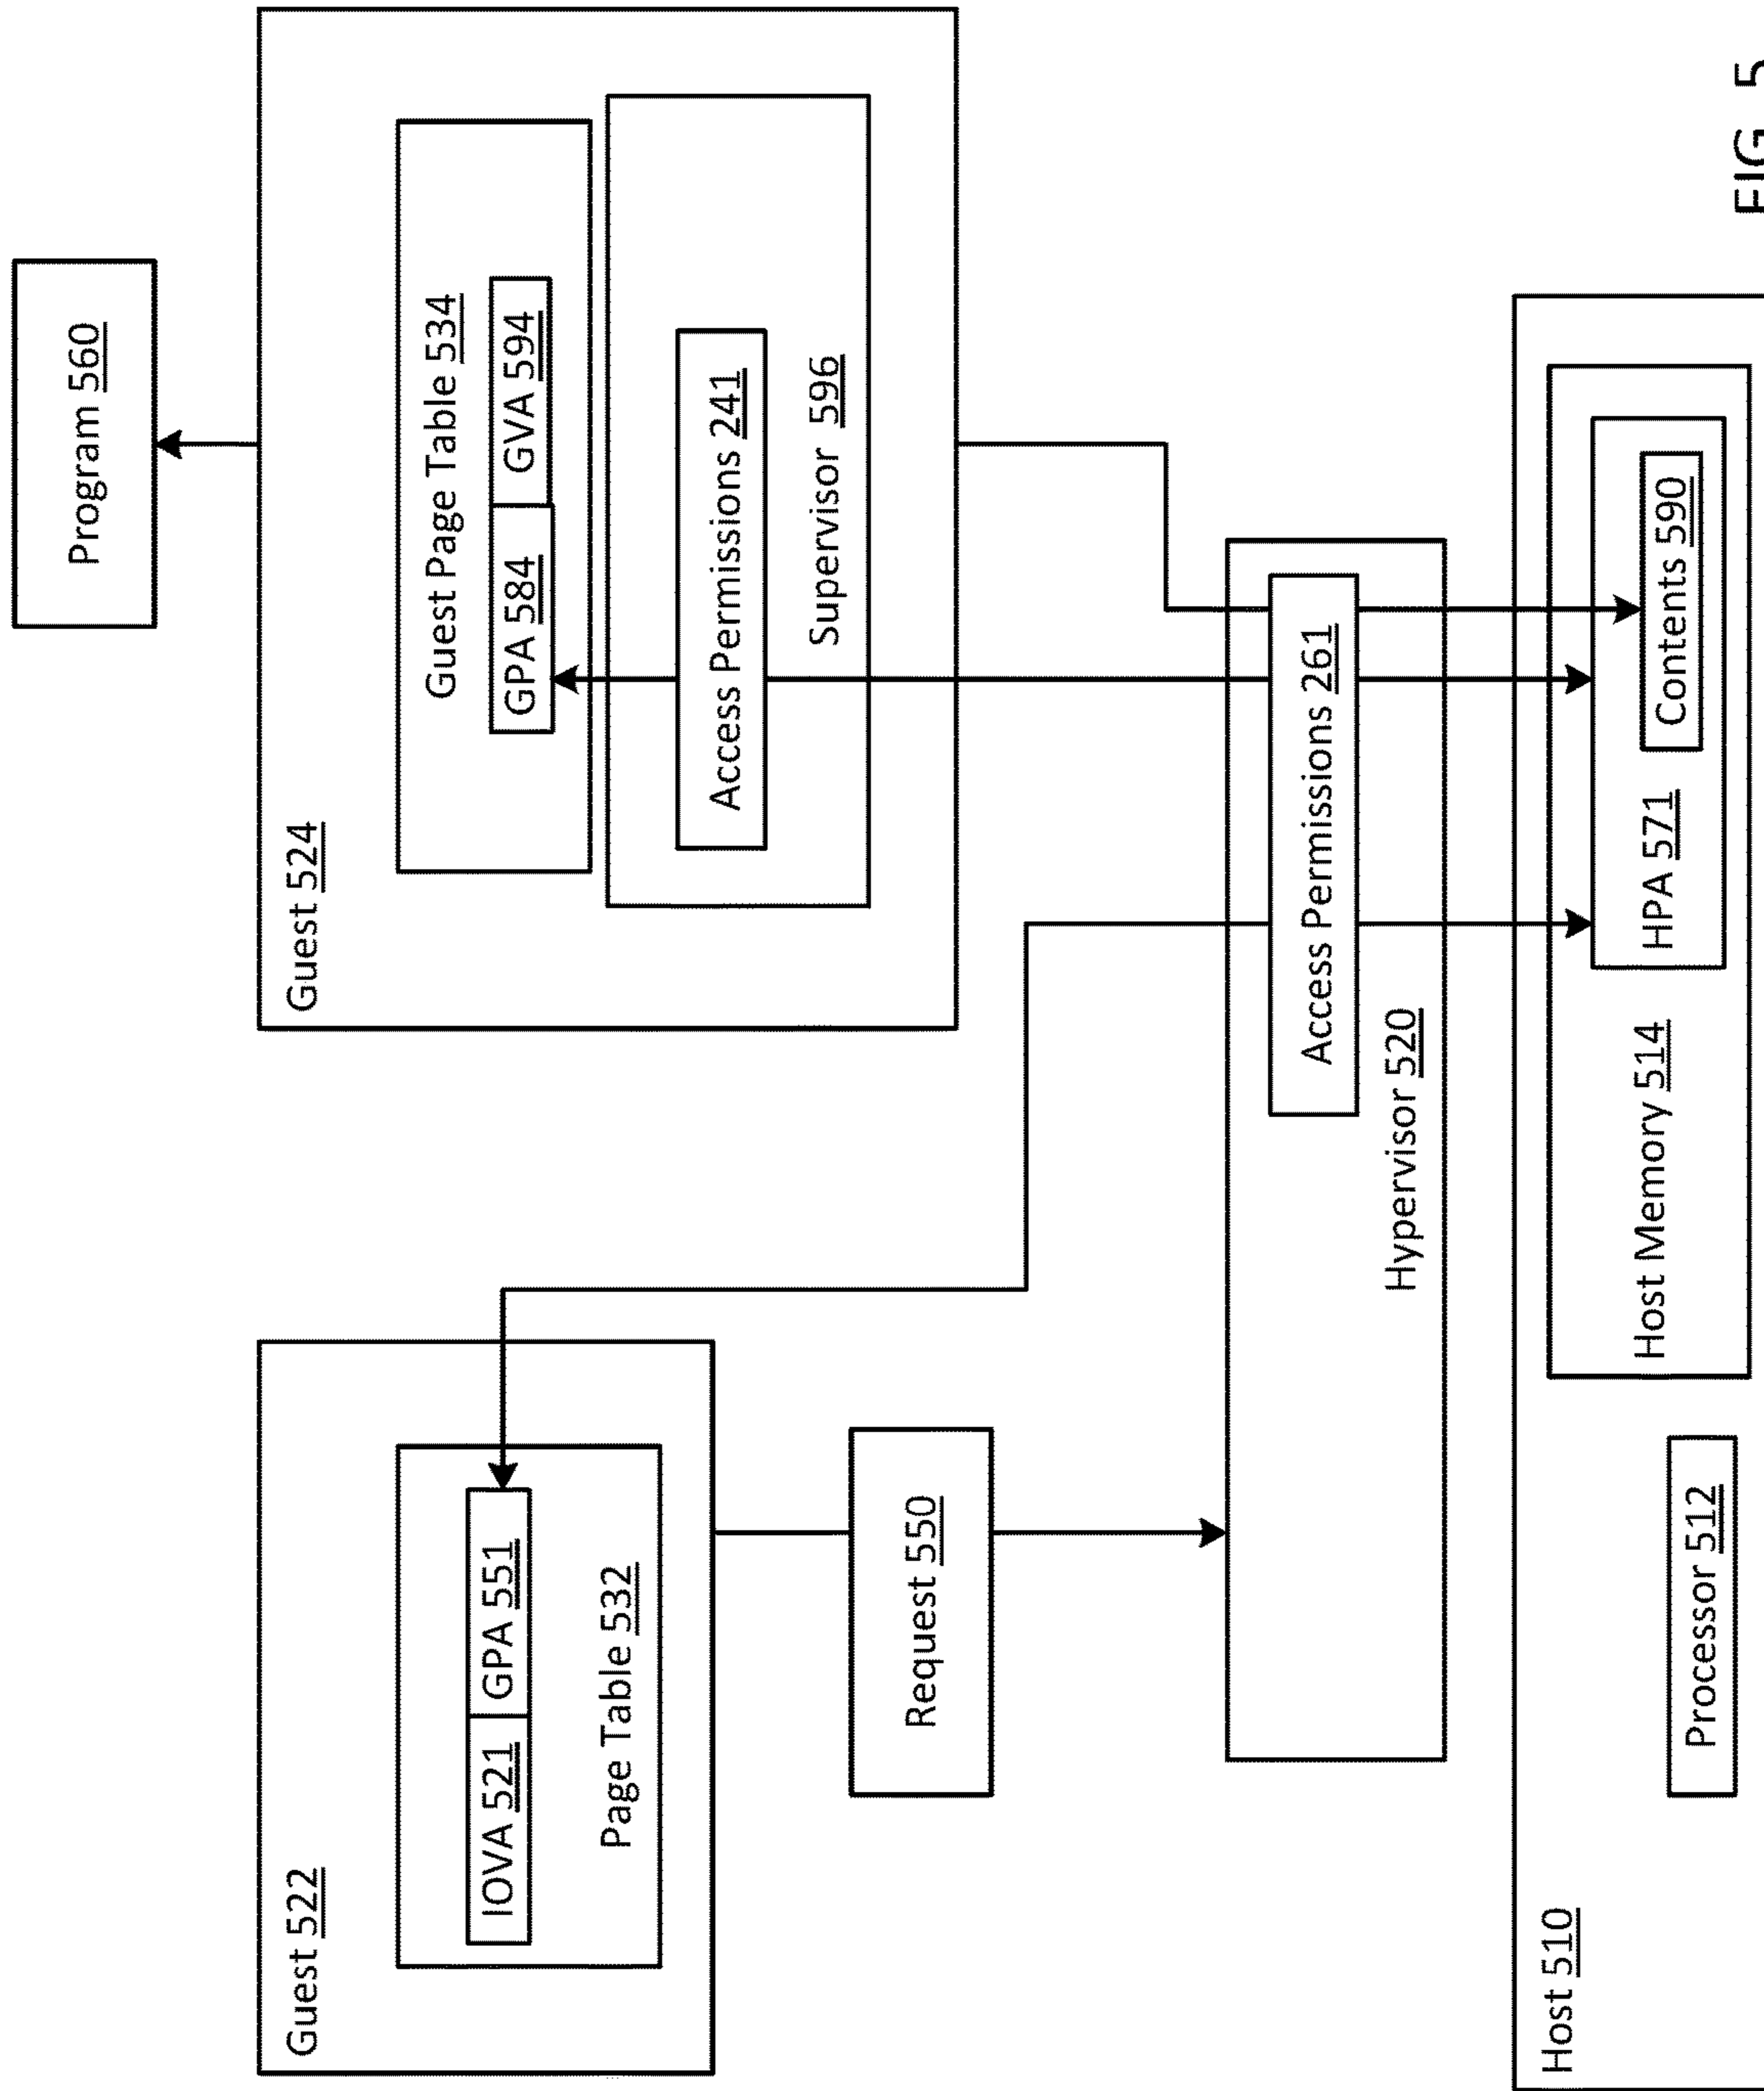 Program 560
Guest 524
Guest Page Table 534
GPA 584
GVA 594
Access Permissions 241
Supervisor 596
Guest 522
IOVA 521
GPA 551
Page Table 532
Request 550
Access Permissions 261
Hypervisor 520
Host 510
Processor 512
Host Memory 514
HPA 571
Contents 590
FIG. 5